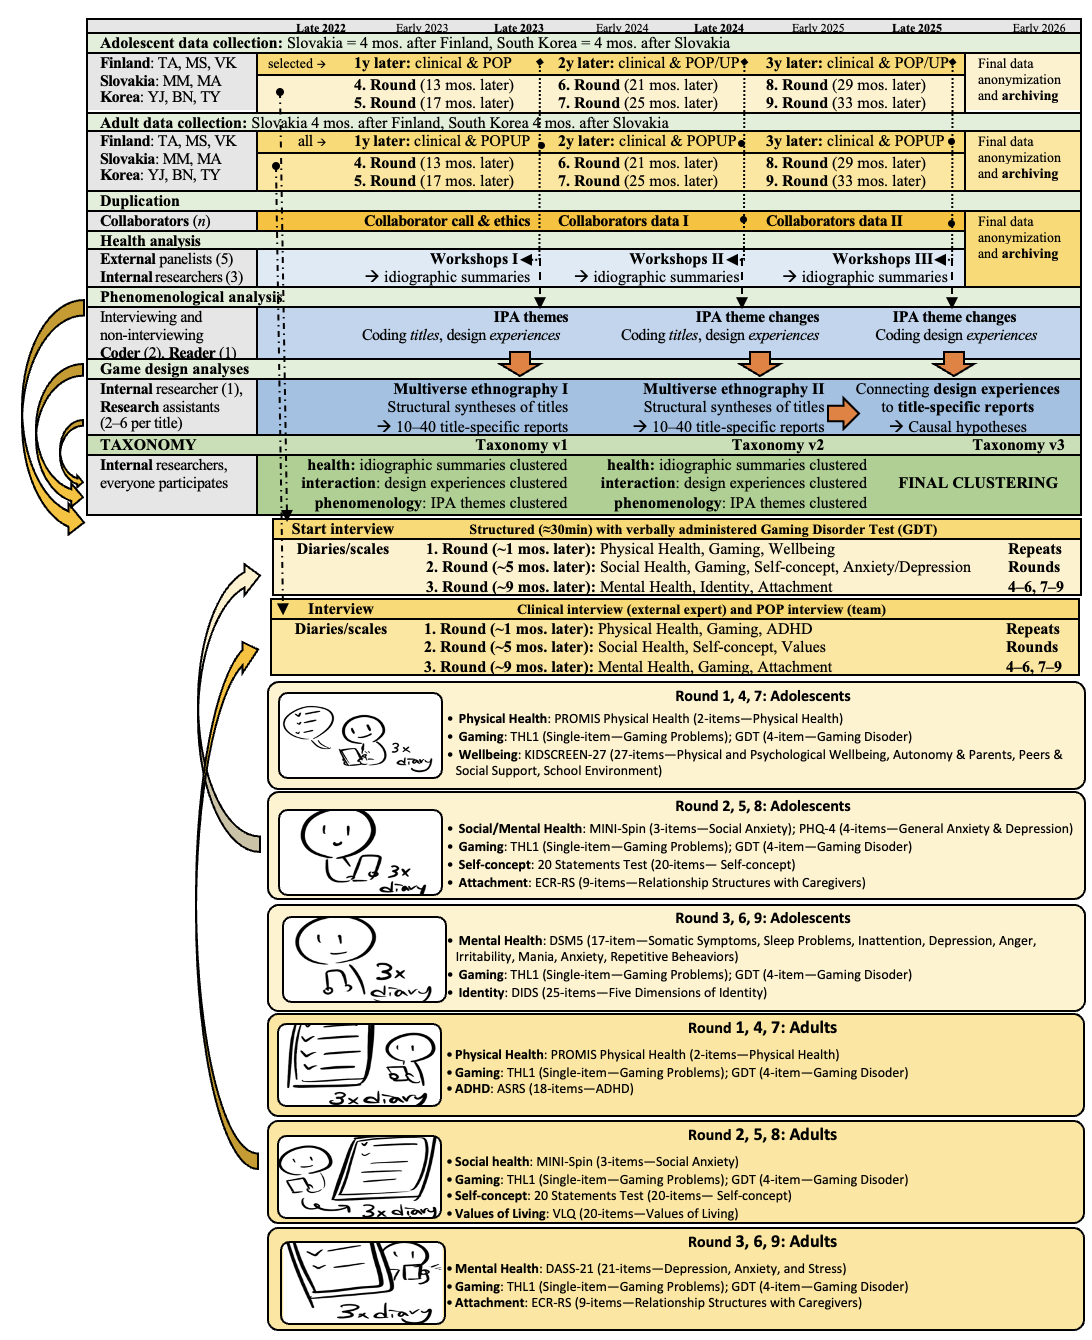 Late 2022 Early 2023 Late 2023 Early 2024 Late 2024 Early 2025 Late 2025 Early 2026
Adolescent data collection: Slovakia = 4 mos. after Finland, South Korea = 4 mos. after Slovakia
Finland: TA, MS, VK selected → 1y later: clinical & POP 2y later: clinical & POP/UP 3y later: clinical & POP/UP Final data
Slovakia: MM, MA 4. Round (13 mos. later) 6. Round (21 mos. later) 8. Round (29 mos. later) anonymization
Korea: YJ, BN, TY 5. Round (17 mos. later) 7. Round (25 mos. later) 9. Round (33 mos. later) and archiving
Adult data collection: Slovakia 4 mos. after Finland, South Korea 4 mos. after Slovakia
Finland: TA, MS, VK all → 1y later: clinical & POPUP 2y later: clinical & POPUP 3y later: clinical & POPUP Final data
Slovakia: MM, MA 4. Round (13 mos. later) 6. Round (21 mos. later) 8. Round (29 mos. later) anonymization
Korea: YJ, BN, TY 5. Round (17 mos. later) 7. Round (25 mos. later) 9. Round (33 mos. later) and archiving
Duplication
Collaborators (n) Collaborator call & ethics Collaborators data I Collaborators data II Final data
Health analysis anonymization
External panelists (5) Workshops I Workshops II Workshops III and archiving
Internal researchers (3) → idiographic summaries → idiographic summaries → idiographic summaries
Phenomenological analysis
Interviewing and IPA themes IPA theme changes IPA theme changes
non-interviewing Coding titles, design experiences Coding titles, design experiences Coding design experiences
Coder (2), Reader (1)
Game design analyses
Internal researcher (1), Multiverse ethnography I Multiverse ethnography II Connecting design experiences
Research assistants Structural syntheses of titles Structural syntheses of titles to title-specific reports
(2–6 per title) → 10–40 title-specific reports → 10–40 title-specific reports → Causal hypotheses
TAXONOMY Taxonomy v1 Taxonomy v2 Taxonomy v3
Internal researchers, health: idiographic summaries clustered health: idiographic summaries clustered
everyone participates interaction: design experiences clustered interaction: design experiences clustered FINAL CLUSTERING
phenomenology: IPA themes clustered phenomenology: IPA themes clustered
Start interview Structured (≈30min) with verbally administered Gaming Disorder Test (GDT)
Diaries/scales 1. Round (~1 mos. later): Physical Health, Gaming, Wellbeing Repeats
2. Round (~5 mos. later): Social Health, Gaming, Self-concept, Anxiety/Depression Rounds
3. Round (~9 mos. later): Mental Health, Identity, Attachment 4–6, 7–9
Interview Clinical interview (external expert) and POP interview (team)
Diaries/scales 1. Round (~1 mos. later): Physical Health, Gaming, ADHD Repeats
2. Round (~5 mos. later): Social Health, Self-concept, Values Rounds
3. Round (~9 mos. later): Mental Health, Gaming, Attachment 4–6, 7–9
Round 1, 4, 7: Adolescents
• Physical Health: PROMIS Physical Health (2-items—Physical Health)
• Gaming: THL1 (Single-item—Gaming Problems); GDT (4-item—Gaming Disoder)
• Wellbeing: KIDSCREEN-27 (27-items—Physical and Psychological Wellbeing, Autonomy & Parents, Peers &
Social Support, School Environment)
3x
diary
Round 2, 5, 8: Adolescents
• Social/Mental Health: MINI-Spin (3-items—Social Anxiety); PHQ-4 (4-items—General Anxiety & Depression)
• Gaming: THL1 (Single-item—Gaming Problems); GDT (4-item—Gaming Disoder)
• Self-concept: 20 Statements Test (20-items— Self-concept)
• Attachment: ECR-RS (9-items—Relationship Structures with Caregivers)
3x
diary
Round 3, 6, 9: Adolescents
• Mental Health: DSM5 (17-item—Somatic Symptoms, Sleep Problems, Inattention, Depression, Anger,
Irritability, Mania, Anxiety, Repetitive Beheaviors)
• Gaming: THL1 (Single-item—Gaming Problems); GDT (4-item—Gaming Disoder)
• Identity: DIDS (25-items—Five Dimensions of Identity)
3x
diary
Round 1, 4, 7: Adults
• Physical Health: PROMIS Physical Health (2-items—Physical Health)
• Gaming: THL1 (Single-item—Gaming Problems); GDT (4-item—Gaming Disoder)
• ADHD: ASRS (18-items—ADHD)
3x diary
Round 2, 5, 8: Adults
• Social health: MINI-Spin (3-items—Social Anxiety)
• Gaming: THL1 (Single-item—Gaming Problems); GDT (4-item—Gaming Disoder)
• Self-concept: 20 Statements Test (20-items— Self-concept)
• Values of Living: VLQ (20-items—Values of Living)
3x diary
Round 3, 6, 9: Adults
• Mental Health: DASS-21 (21-items—Depression, Anxiety, and Stress)
• Gaming: THL1 (Single-item—Gaming Problems); GDT (4-item—Gaming Disoder)
• Attachment: ECR-RS (9-items—Relationship Structures with Caregivers)
3x diary